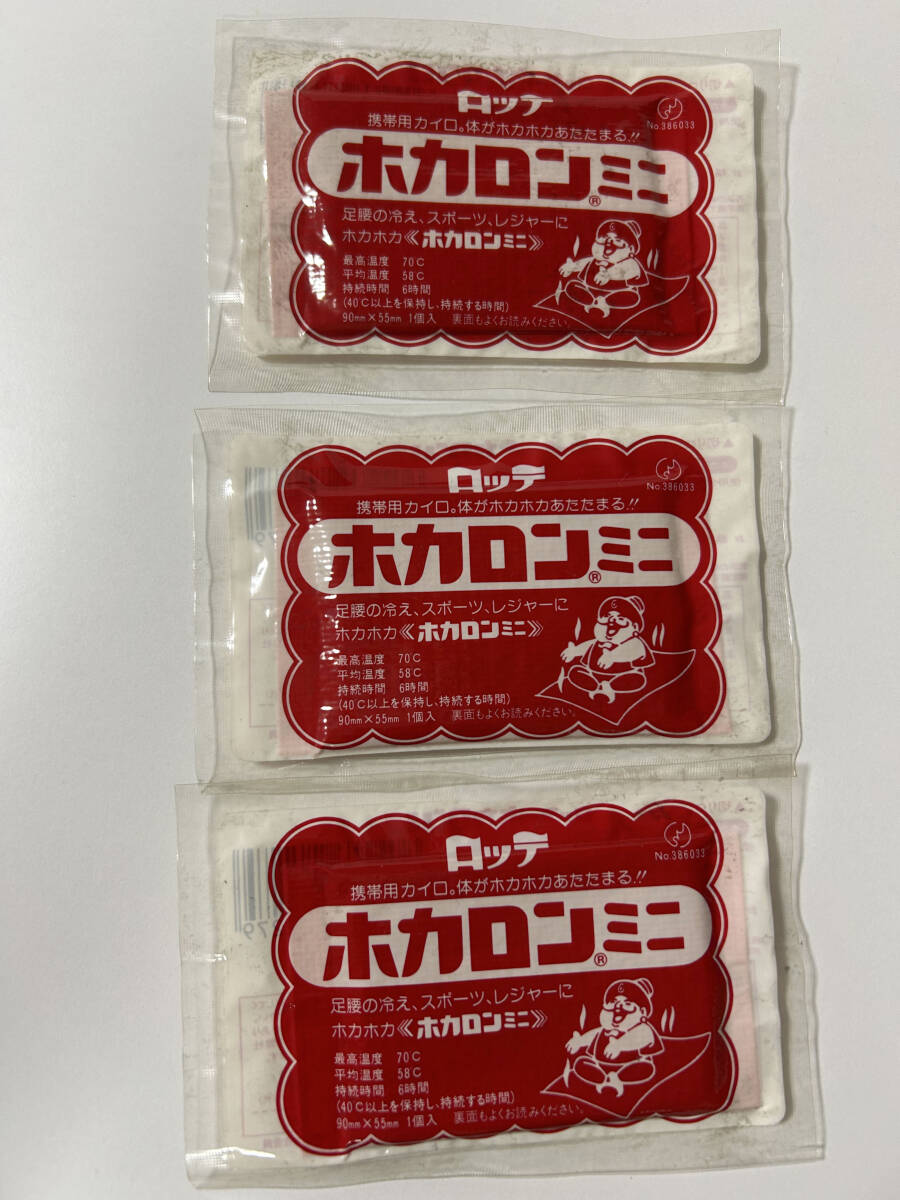 ロッテ
No.386033
携帯用カイロ。体がホカホカあたたまる!!
ホカロンミニ®
足腰の冷え、スポーツ、レジャーに
ホカホカ《ホカロンミニ》
最高温度 70℃
平均温度 58℃
持続時間 6時間
(40℃以上を保持し、持続する時間)
90mm×55mm 1個入 裏面もよくお読みください。
ロッテ
No.386033
携帯用カイロ。体がホカホカあたたまる!!
ホカロンミニ®
足腰の冷え、スポーツ、レジャーに
ホカホカ《ホカロンミニ》
最高温度 70℃
平均温度 58℃
持続時間 6時間
(40℃以上を保持し、持続する時間)
90mm×55mm 1個入 裏面もよくお読みください。
ロッテ
No.386033
携帯用カイロ。体がホカホカあたたまる!!
ホカロンミニ®
足腰の冷え、スポーツ、レジャーに
ホカホカ《ホカロンミニ》
最高温度 70℃
平均温度 58℃
持続時間 6時間
(40℃以上を保持し、持続する時間)
90mm×55mm 1個入 裏面もよくお読みください。